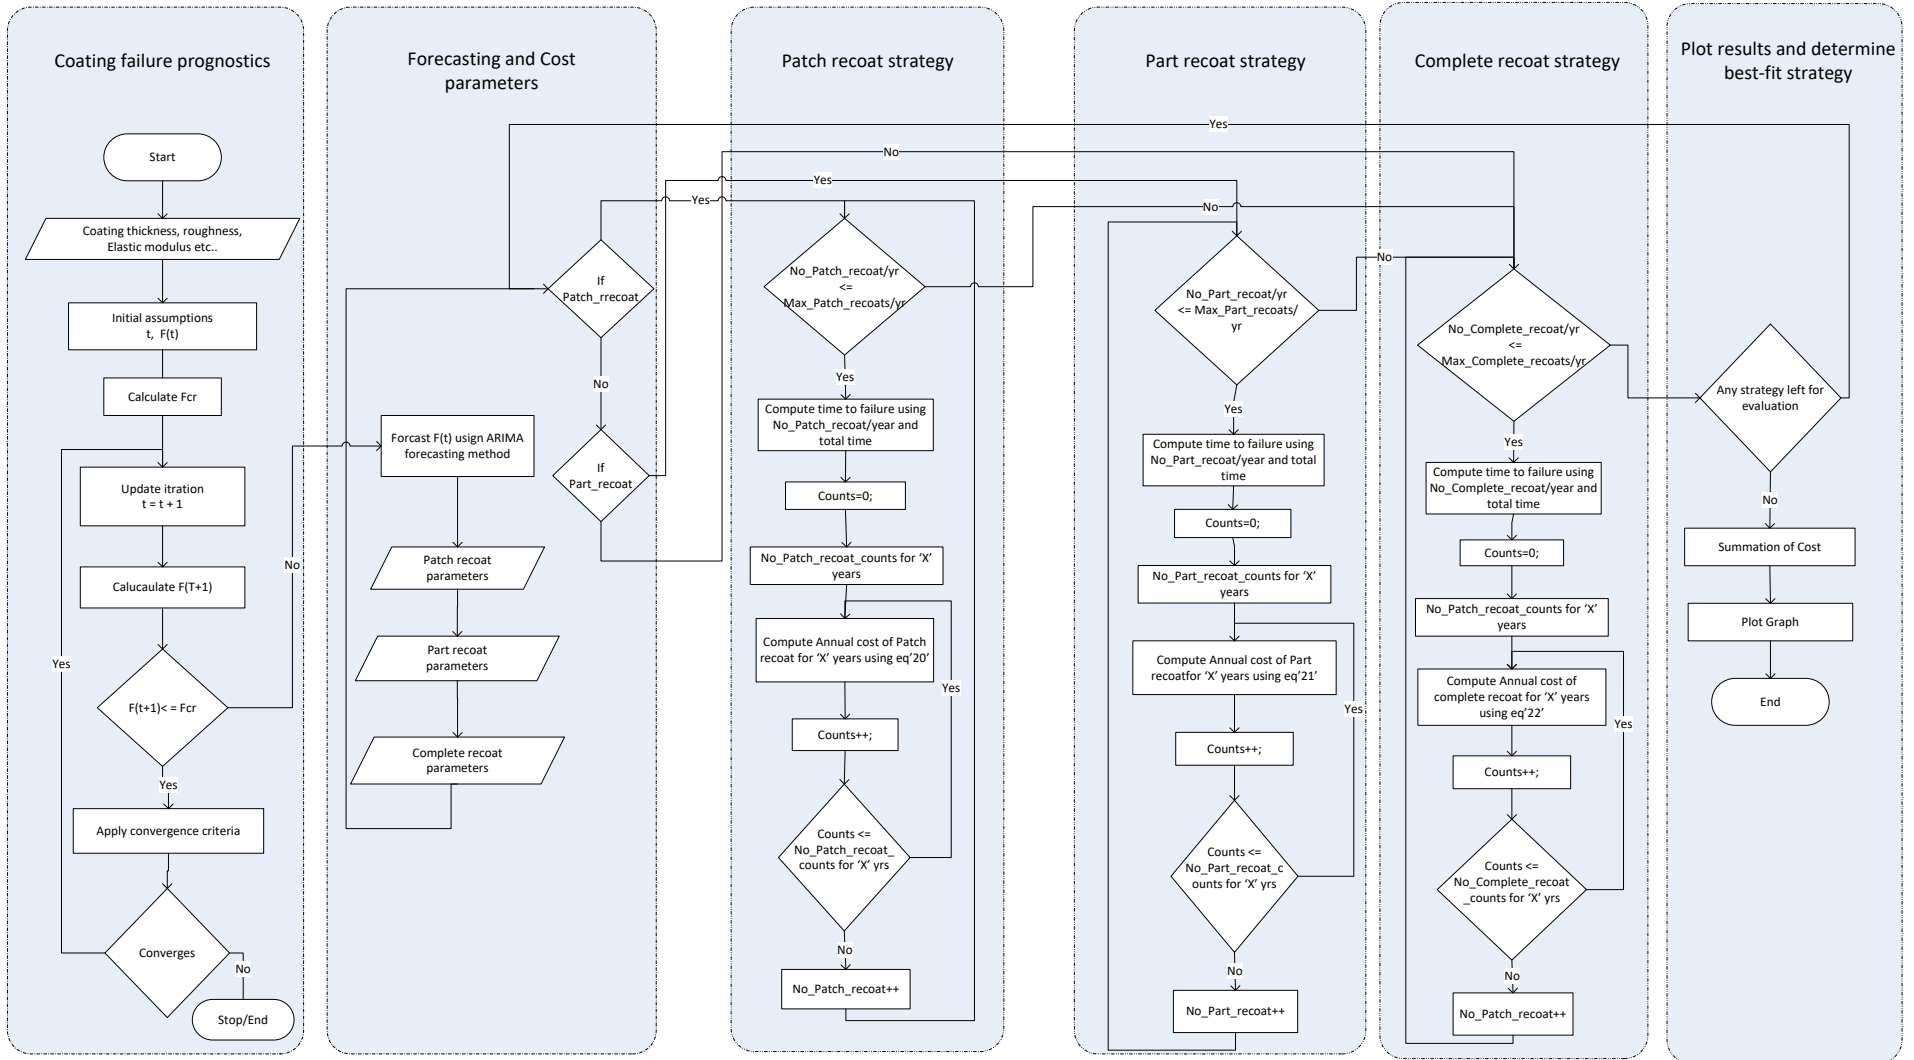 Coating failure prognostics
Start
Coating thickness, roughness,
Elastic modulus etc..
Initial assumptions
t,  F(t)
Calculate Fcr
Update itration
t = t + 1
Calucaulate F(T+1)
F(t+1)< = Fcr
Yes
No
Yes
Apply convergence criteria
Converges
No
Stop/End
Forecasting and Cost
parameters
If
Patch_rrecoat
No
Forcast F(t) usign ARIMA
forecasting method
If
Part_recoat
Patch recoat
parameters
Part recoat
parameters
Complete recoat
parameters
Patch recoat strategy
No
Yes
Yes
No_Patch_recoat/yr
<=
Max_Patch_recoats/yr
Yes
Compute time to failure using
No_Patch_recoat/year and
total time
Counts=0;
No_Patch_recoat_counts for ‘X’
years
Compute Annual cost of Patch
recoat for ‘X’ years using eq’20’
Yes
Counts++;
Counts <=
No_Patch_recoat_
counts for ‘X’ yrs
No
No_Patch_recoat++
Part recoat strategy
Yes
No
No_Part_recoat/yr
<= Max_Part_recoats/
yr
Yes
Compute time to failure using
No_Part_recoat/year and total
time
Counts=0;
No_Part_recoat_counts for ‘X’
years
Compute Annual cost of Part
recoatfor ‘X’ years using eq’21’
Yes
Counts++;
Counts <=
No_Part_recoat_c
ounts for ‘X’ yrs
No
No_Part_recoat++
Complete recoat strategy
No
No_Complete_recoat/yr
<=
Max_Complete_recoats/yr
Yes
Compute time to failure using
No_Complete_recoat/year and
total time
Counts=0;
No_Patch_recoat_counts for ‘X’
years
Compute Annual cost of
complete recoat for ‘X’ years
using eq’22’
Yes
Counts++;
Counts <=
No_Complete_recoat
_counts for ‘X’ yrs
No
No_Patch_recoat++
Plot results and determine
best-fit strategy
Any strategy left for
evaluation
No
Summation of Cost
Plot Graph
End